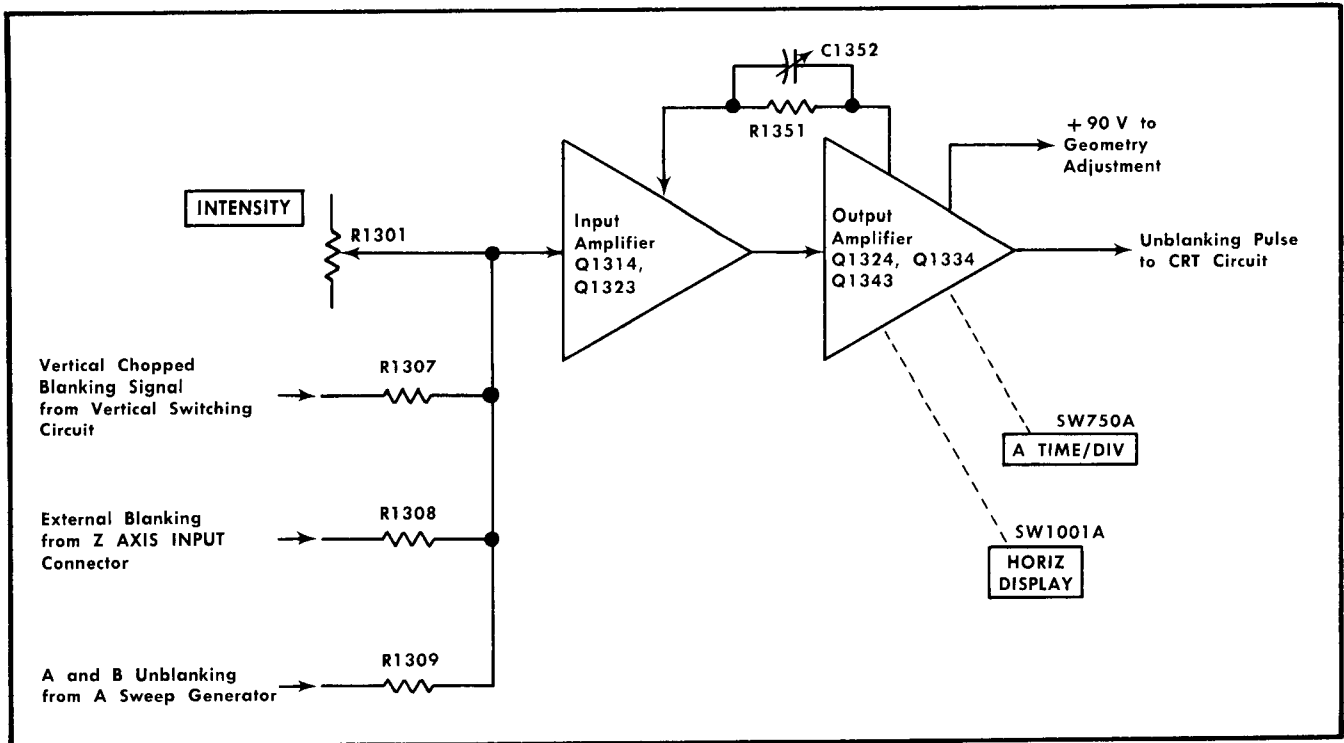 C1352
R1351
+90 V to
Geometry
Adjustment
INTENSITY
R1301
Input
Amplifier
Q1314,
Q1323
Output
Amplifier
Q1324, Q1334
Q1343
Unblanking Pulse
to CRT Circuit
Vertical Chopped
Blanking Signal
from Vertical Switching
Circuit
R1307
SW750A
A TIME/DIV
External Blanking
from Z AXIS INPUT
Connector
R1308
SW1001A
HORIZ
DISPLAY
A and B Unblanking
from A Sweep Generator
R1309